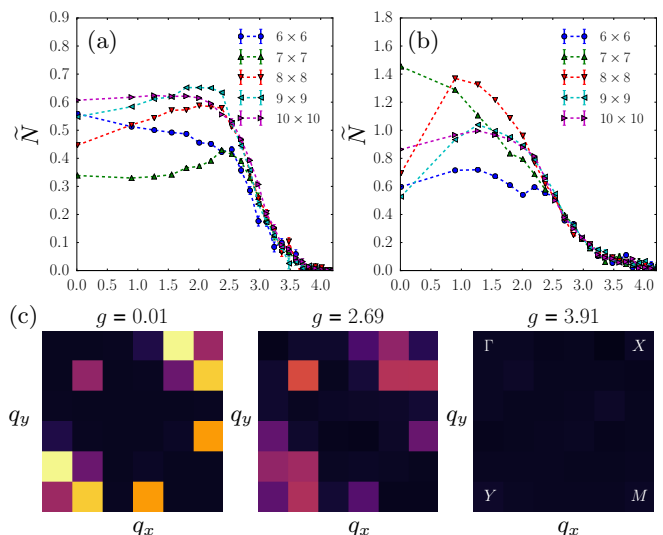 (a)
6 × 6
7 × 7
8 × 8
9 × 9
10 × 10
Ñ
0.9
0.8
0.7
0.6
0.5
0.4
0.3
0.2
0.1
0.0
0.0 0.5 1.0 1.5 2.0 2.5 3.0 3.5 4.0
(b)
6 × 6
7 × 7
8 × 8
9 × 9
10 × 10
Ñ
1.8
1.6
1.4
1.2
1.0
0.8
0.6
0.4
0.2
0.0
0.0 0.5 1.0 1.5 2.0 2.5 3.0 3.5 4.0
(c)
g = 0.01
g = 2.69
g = 3.91
q_y
q_y
q_y
Γ X
Y M
q_x
q_x
q_x